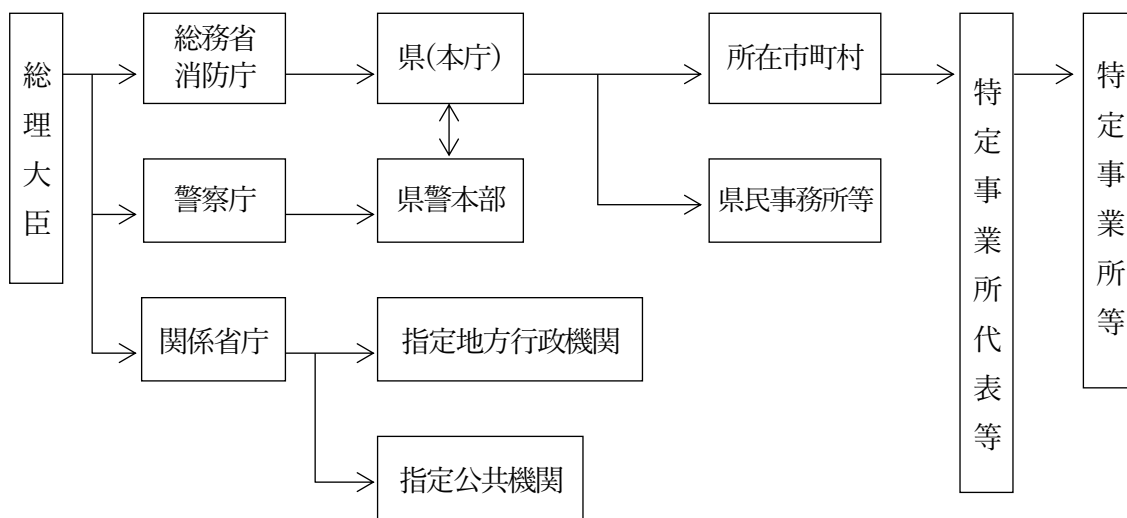 総理大臣
総務省
消防庁
県(本庁)
所在市町村
特定事業所代表等
特定事業所等
警察庁
県警本部
県民事務所等
関係省庁
指定地方行政機関
指定公共機関